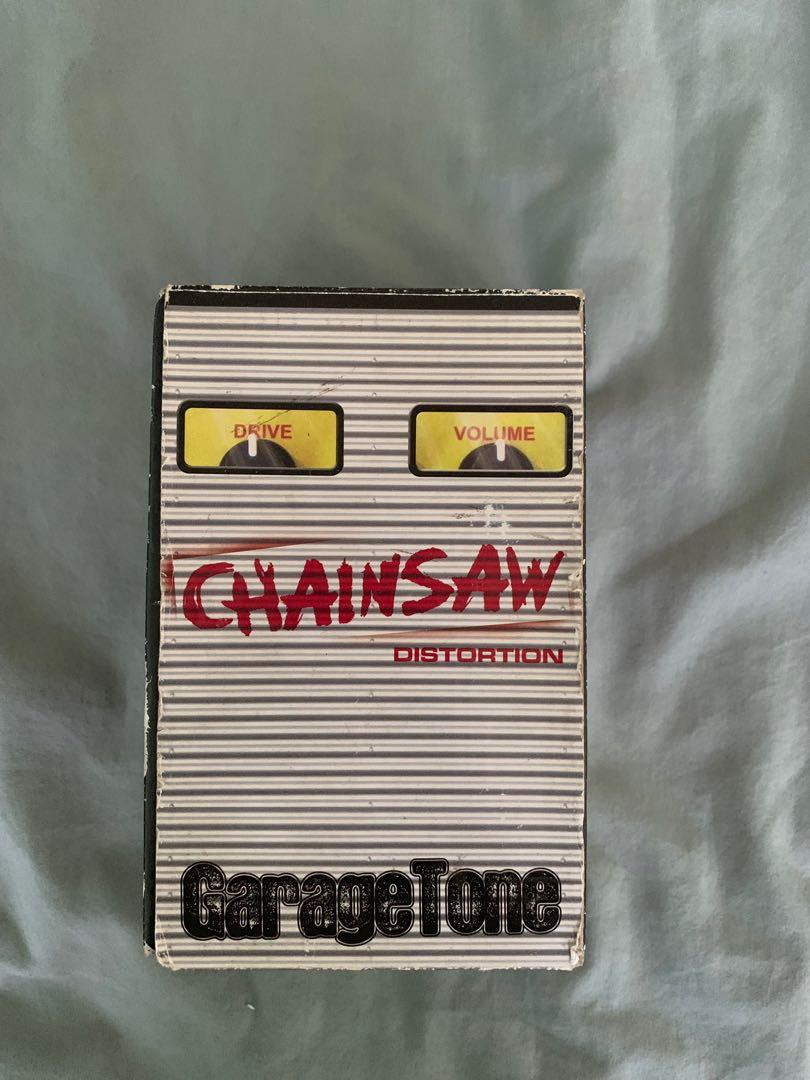 DRIVE
VOLUME
CHAINSAW
DISTORTION
GarageTone